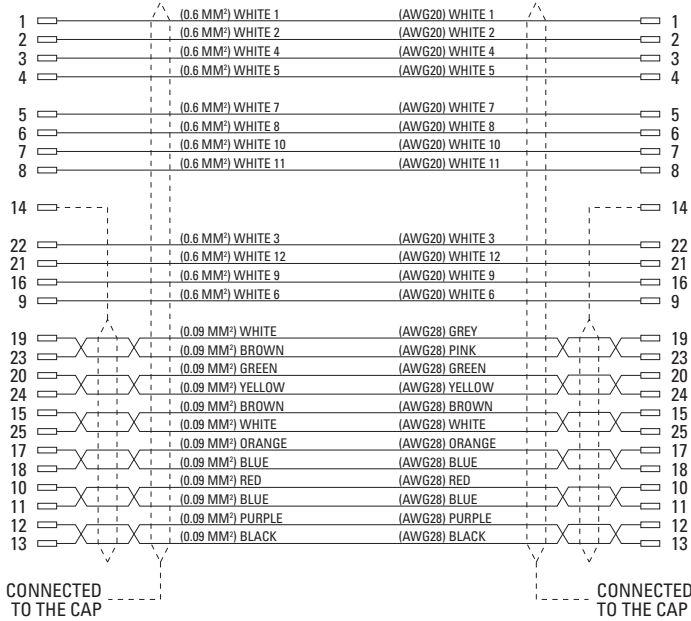 1 (0.6 MM²) WHITE 1 (AWG20) WHITE 1 1
2 (0.6 MM²) WHITE 2 (AWG20) WHITE 2 2
3 (0.6 MM²) WHITE 4 (AWG20) WHITE 4 3
4 (0.6 MM²) WHITE 5 (AWG20) WHITE 5 4
5 (0.6 MM²) WHITE 7 (AWG20) WHITE 7 5
6 (0.6 MM²) WHITE 8 (AWG20) WHITE 8 6
7 (0.6 MM²) WHITE 10 (AWG20) WHITE 10 7
8 (0.6 MM²) WHITE 11 (AWG20) WHITE 11 8
14 14
22 (0.6 MM²) WHITE 3 (AWG20) WHITE 3 22
21 (0.6 MM²) WHITE 12 (AWG20) WHITE 12 21
16 (0.6 MM²) WHITE 9 (AWG20) WHITE 9 16
9 (0.6 MM²) WHITE 6 (AWG20) WHITE 6 9
19 (0.09 MM²) WHITE (AWG28) GREY 19
23 (0.09 MM²) BROWN (AWG28) PINK 23
20 (0.09 MM²) GREEN (AWG28) GREEN 20
24 (0.09 MM²) YELLOW (AWG28) YELLOW 24
15 (0.09 MM²) BROWN (AWG28) BROWN 15
25 (0.09 MM²) WHITE (AWG28) WHITE 25
17 (0.09 MM²) ORANGE (AWG28) ORANGE 17
18 (0.09 MM²) BLUE (AWG28) BLUE 18
10 (0.09 MM²) RED (AWG28) RED 10
11 (0.09 MM²) BLUE (AWG28) BLUE 11
12 (0.09 MM²) PURPLE (AWG28) PURPLE 12
13 (0.09 MM²) BLACK (AWG28) BLACK 13
CONNECTED CONNECTED
TO THE CAP TO THE CAP